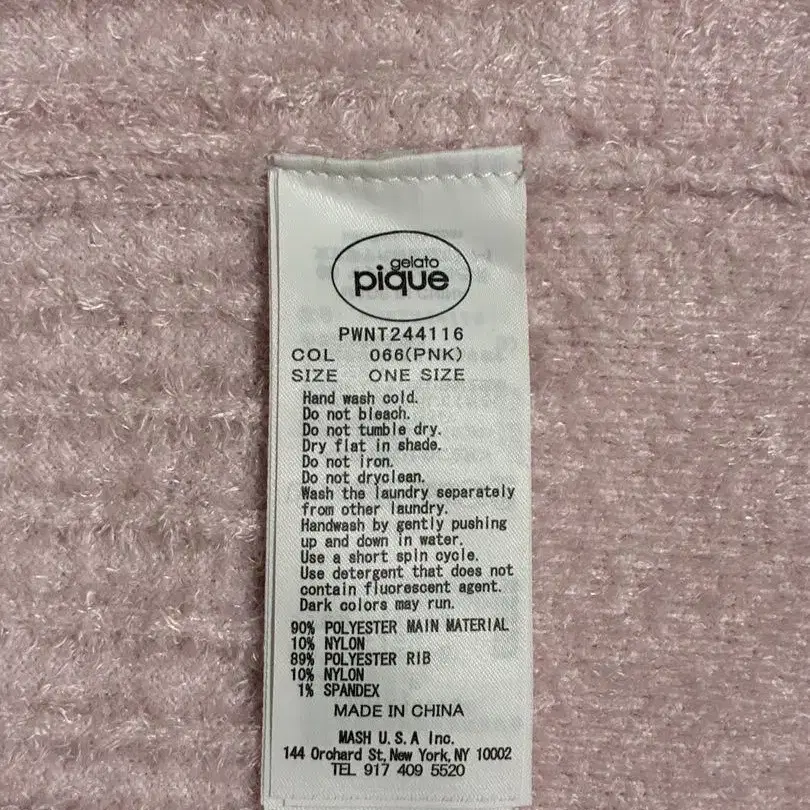 gelato
pique
PWNT244116
COL 066(PNK)
SIZE ONE SIZE
Hand wash cold.
Do not bleach.
Do not tumble dry.
Dry flat in shade.
Do not iron.
Do not dryclean.
Wash the laundry separately
from other laundry.
Handwash by gently pushing
up and down in water.
Use a short spin cycle.
Use detergent that does not
contain fluorescent agent.
Dark colors may run.
90% POLYESTER MAIN MATERIAL
10% NYLON
89% POLYESTER RIB
10% NYLON
1% SPANDEX
MADE IN CHINA
MASH U.S.A Inc.
144 Orchard St, New York, NY 10002
TEL 917 409 5520